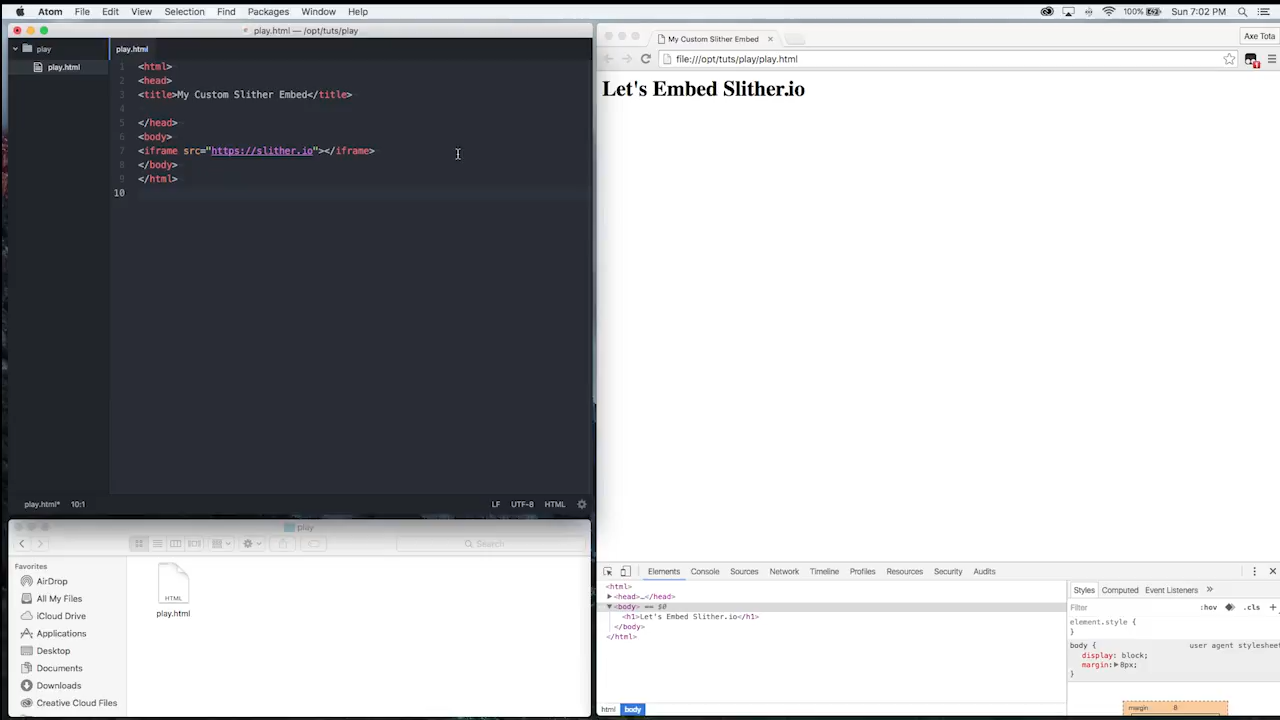 Atom File Edit View Selection Find Packages Window Help 100% Sun 7:02 PM
play.html — /opt/tuts/play
play
play.html
play.html
1 <html>
2 <head>
3 <title>My Custom Slither Embed</title>
4
5 </head>
6 <body>
7 <iframe src="https://slither.io"></iframe>
8 </body>
9 </html>
10
play.html* 10:1 LF UTF-8 HTML
My Custom Slither Embed
Axe Tota
file:///opt/tuts/play/play.html
Let's Embed Slither.io
play
Search
Favorites
AirDrop
All My Files
iCloud Drive
Applications
Desktop
Documents
Downloads
Creative Cloud Files
HTML
play.html
Elements Console Sources Network Timeline Profiles Resources Security Audits
<html>
<head>…</head>
<body> == $0
<h1>Let's Embed Slither.io</h1>
</body>
</html>
html body
Styles Computed Event Listeners
Filter :hov .cls
element.style {
}
body { user agent stylesheet
display: block;
margin: 8px;
}
margin 8